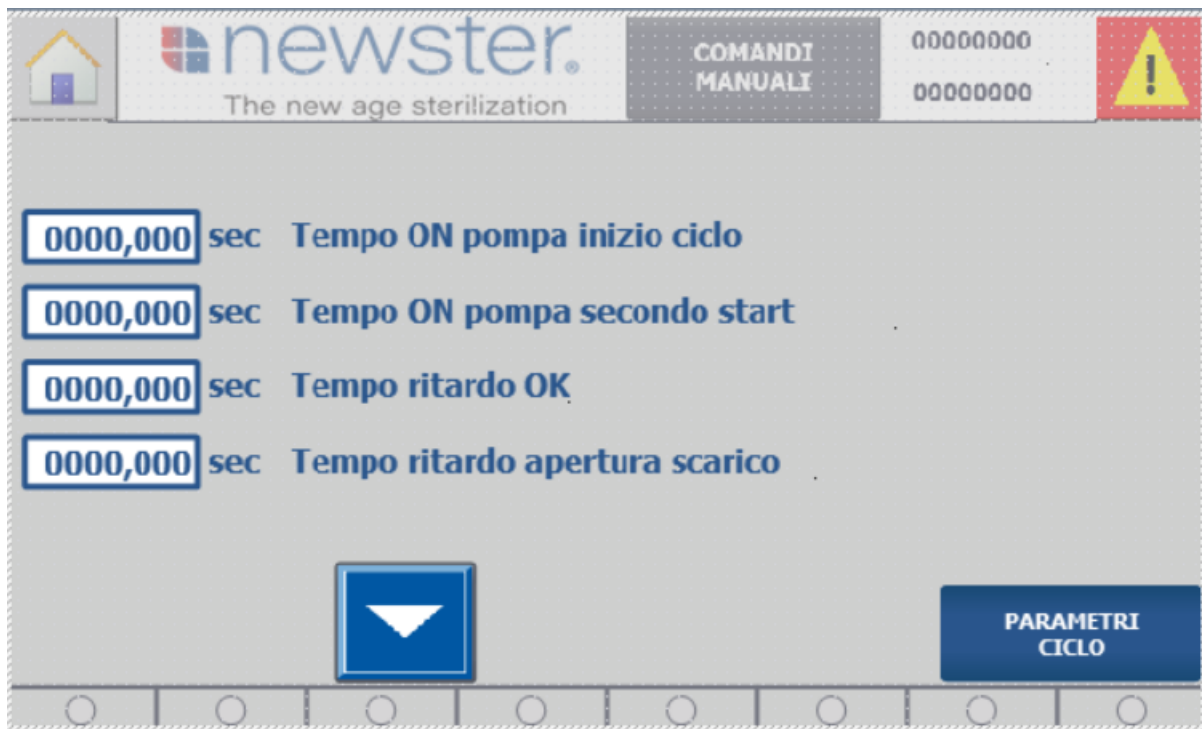 newster®
The new age sterilization
COMANDI
MANUALI
00000000
00000000
!
0000,000 sec Tempo ON pompa inizio ciclo
0000,000 sec Tempo ON pompa secondo start
0000,000 sec Tempo ritardo OK
0000,000 sec Tempo ritardo apertura scarico
PARAMETRI
CICLO